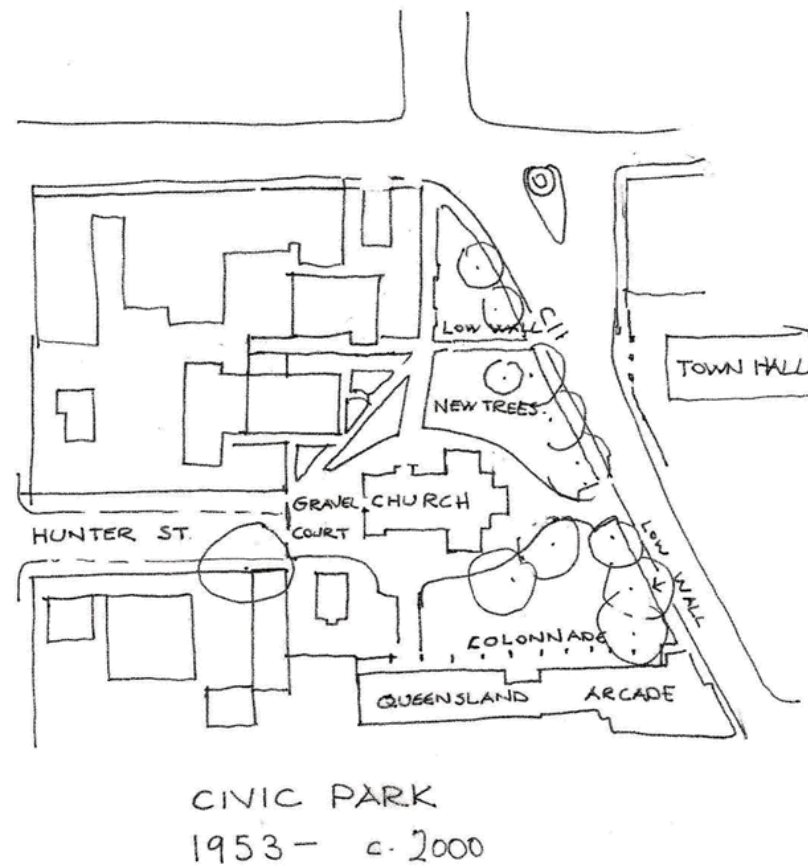 LOW WALL
TOWN HALL
NEW TREES.
GRAVEL CHURCH
COURT
HUNTER ST.
LOW WALL
COLONNADE
QUEENSLAND ARCADE
CIVIC PARK
1953 - c. 2000